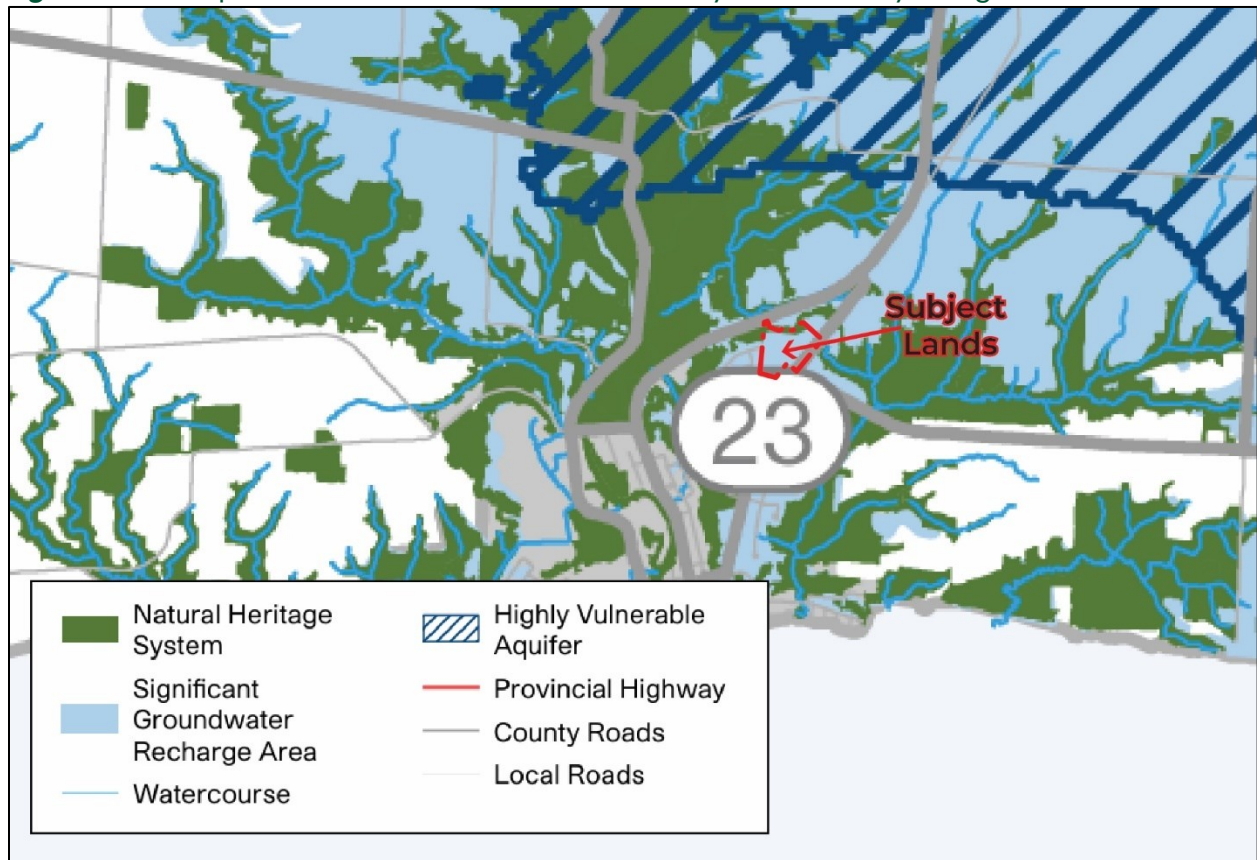 Subject
Lands
23
Natural Heritage
System
Significant
Groundwater
Recharge Area
Watercourse
Highly Vulnerable
Aquifer
Provincial Highway
County Roads
Local Roads